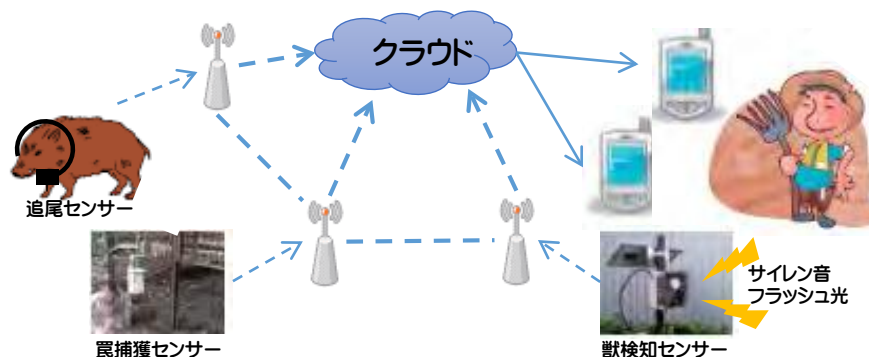 クラウド
追尾センサー
サイレン音
フラッシュ光
罠捕獲センサー
獣検知センサー